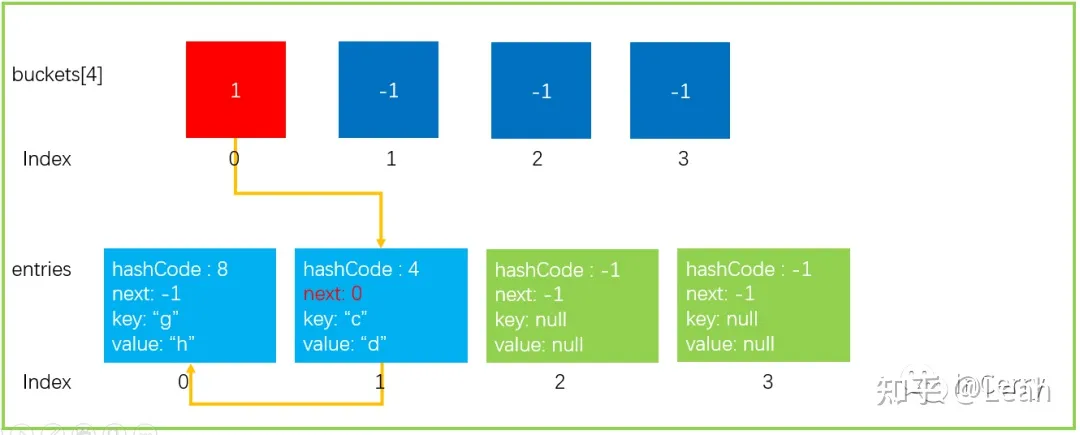 buckets[4]
1
-1
-1
-1
Index
0
1
2
3
entries
hashCode : 8
next: -1
key: “g”
value: “h”
hashCode : 4
next: 0
key: “c”
value: “d”
hashCode : -1
next: -1
key: null
value: null
hashCode : -1
next: -1
key: null
value: null
Index
0
1
2
3
知乎 @Leah